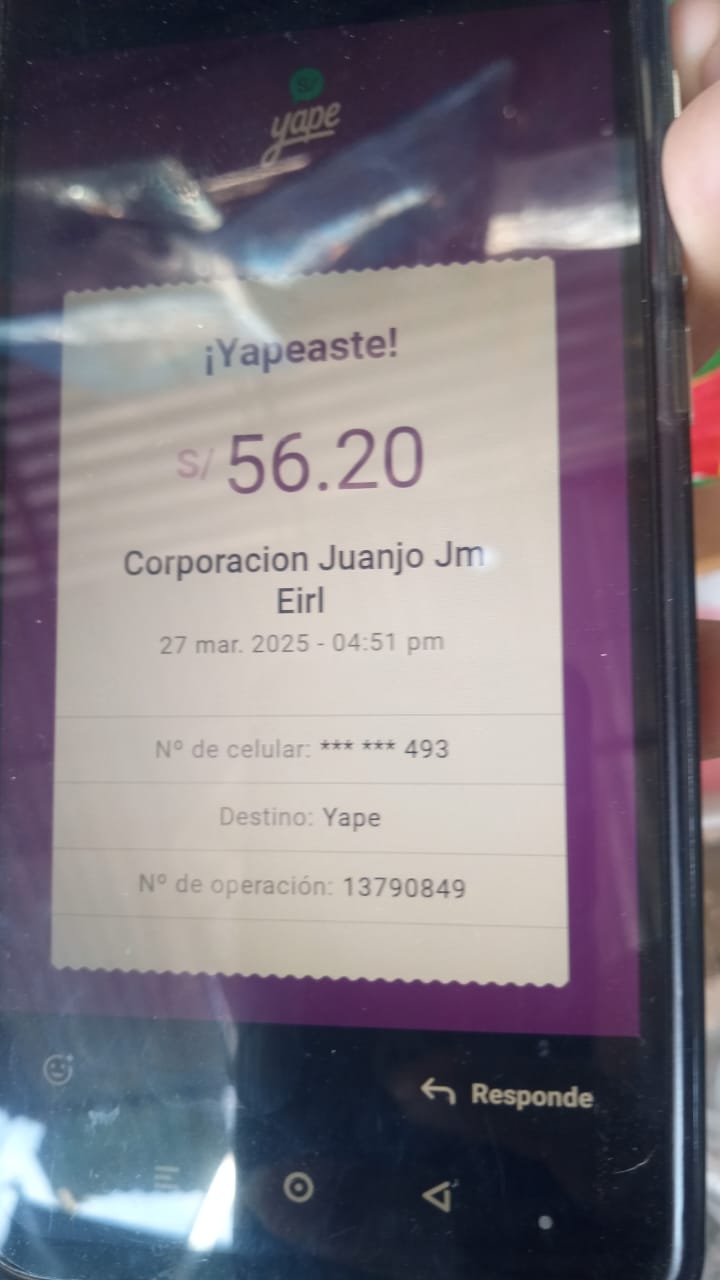 S/
yape
¡Yapeaste!
S/ 56.20
Corporacion Juanjo Jm
Eirl
27 mar. 2025 - 04:51 pm
Nº de celular: *** *** 493
Destino: Yape
Nº de operación: 13790849
Responde